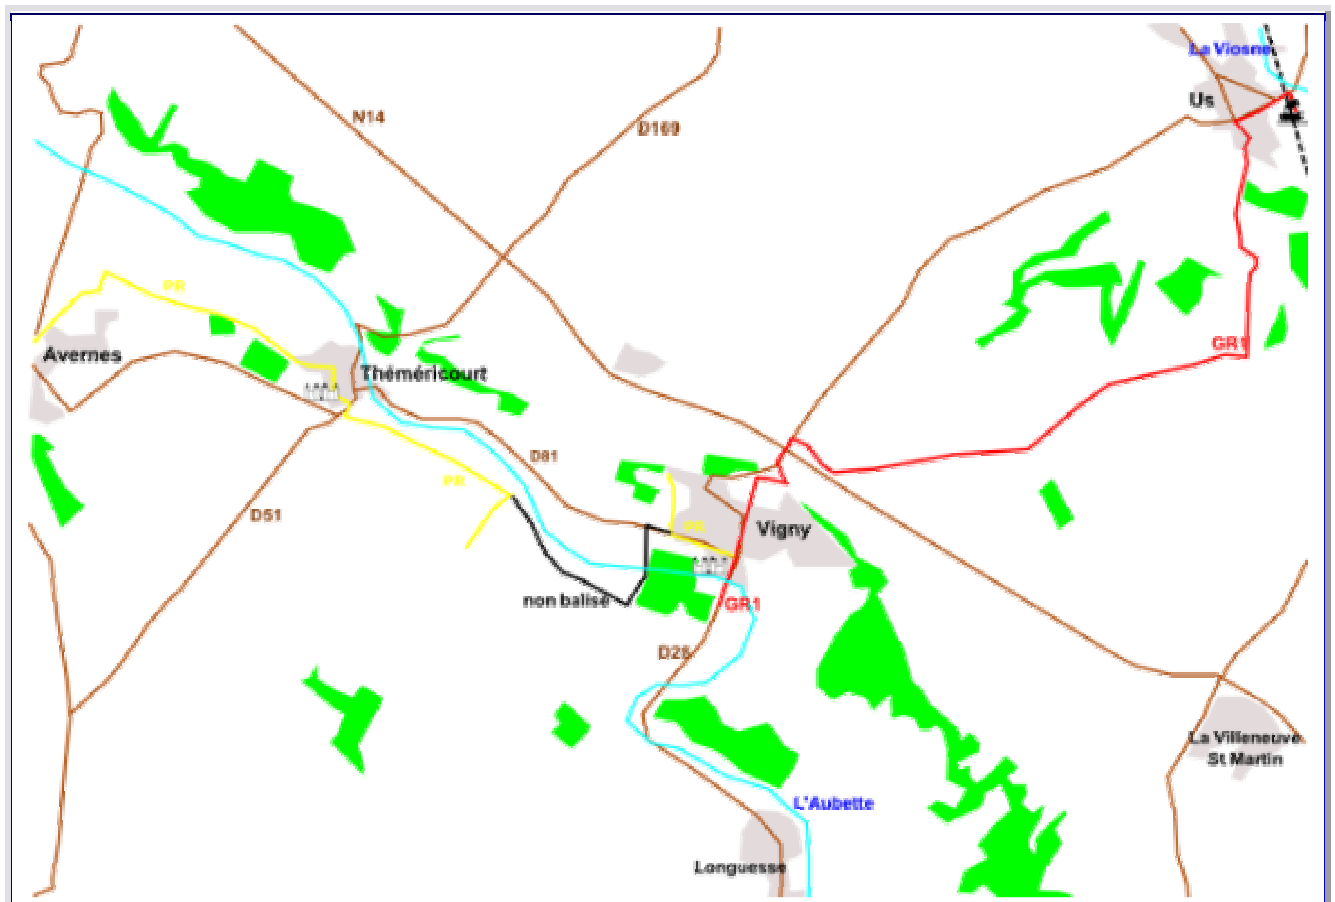 La Viosne
Us
N14
D169
PR
GR1
Avernes
Théméricourt
D81
PR
D51
PR
Vigny
non balisé
GR1
D28
La Villeneuve
St Martin
L'Aubette
Longuesse